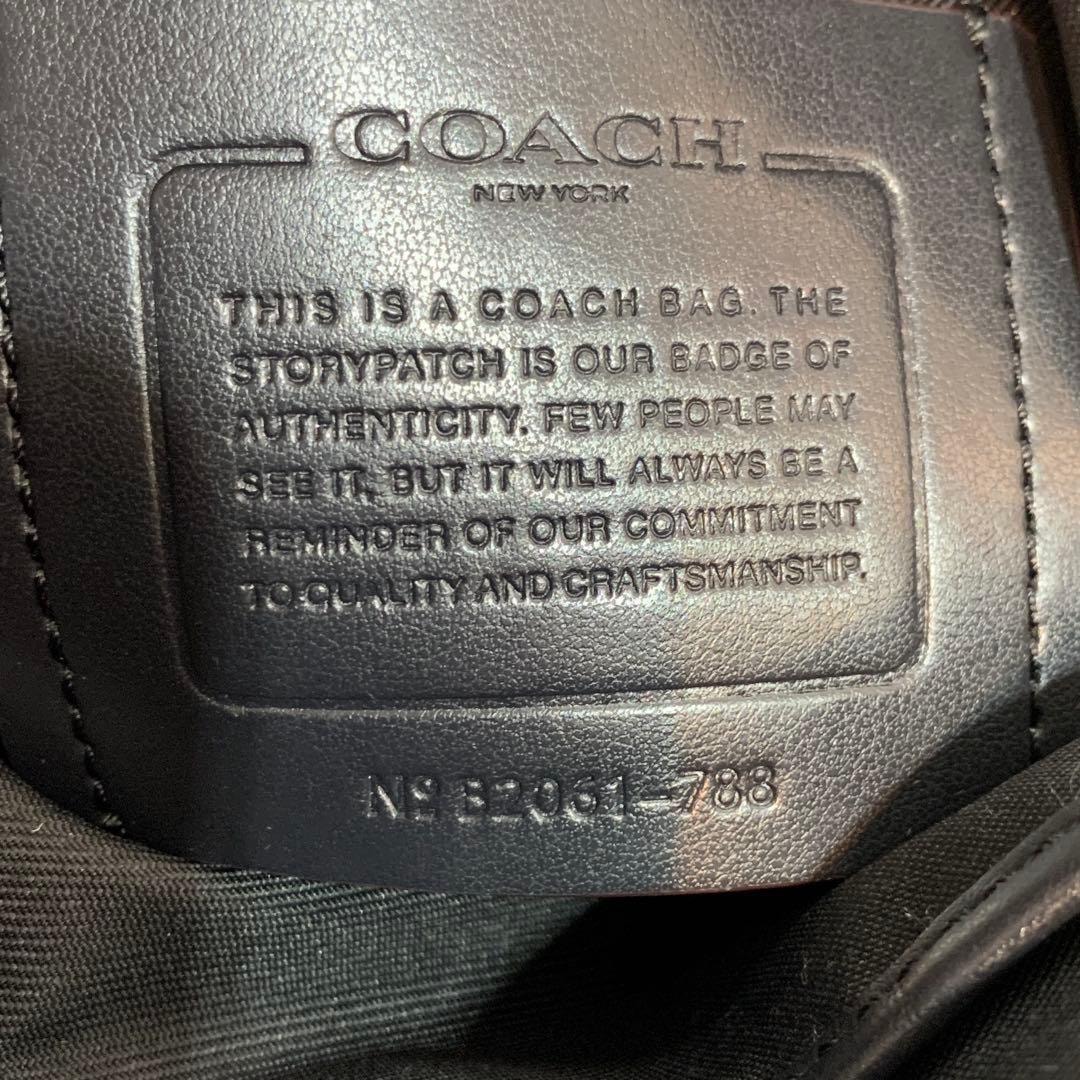 COACH
NEW YORK
THIS IS A COACH BAG. THE
STORYPATCH IS OUR BADGE OF
AUTHENTICITY. FEW PEOPLE MAY
SEE IT, BUT IT WILL ALWAYS BE A
REMINDER OF OUR COMMITMENT
TO QUALITY AND CRAFTSMANSHIP.
Nº B2061-788